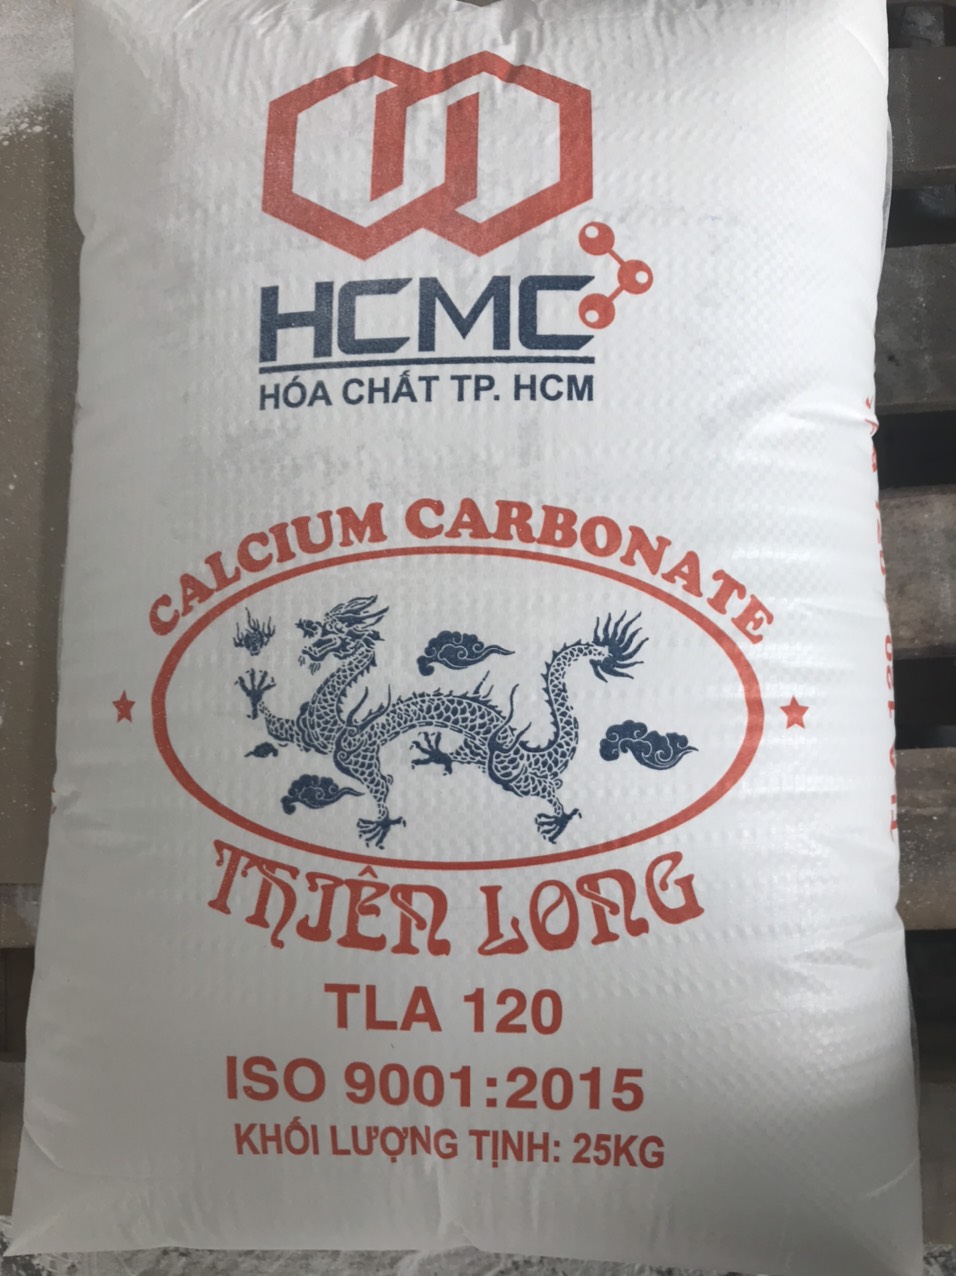 HCMC
HÓA CHẤT TP. HCM
CALCIUM CARBONATE
THIÊN LONG
TLA 120
ISO 9001:2015
KHỐI LƯỢNG TỊNH: 25KG